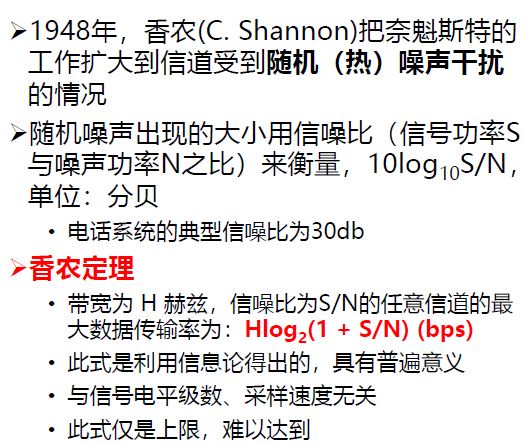 ➢1948年，香农(C. Shannon)把奈魁斯特的
工作扩大到信道受到随机（热）噪声干扰
的情况
➢随机噪声出现的大小用信噪比（信号功率S
与噪声功率N之比）来衡量，10log10S/N，
单位：分贝
• 电话系统的典型信噪比为30db
➢香农定理
• 带宽为 H 赫兹，信噪比为S/N的任意信道的最
大数据传输率为：Hlog2(1 + S/N) (bps)
• 此式是利用信息论得出的，具有普遍意义
• 与信号电平级数、采样速度无关
• 此式仅是上限，难以达到